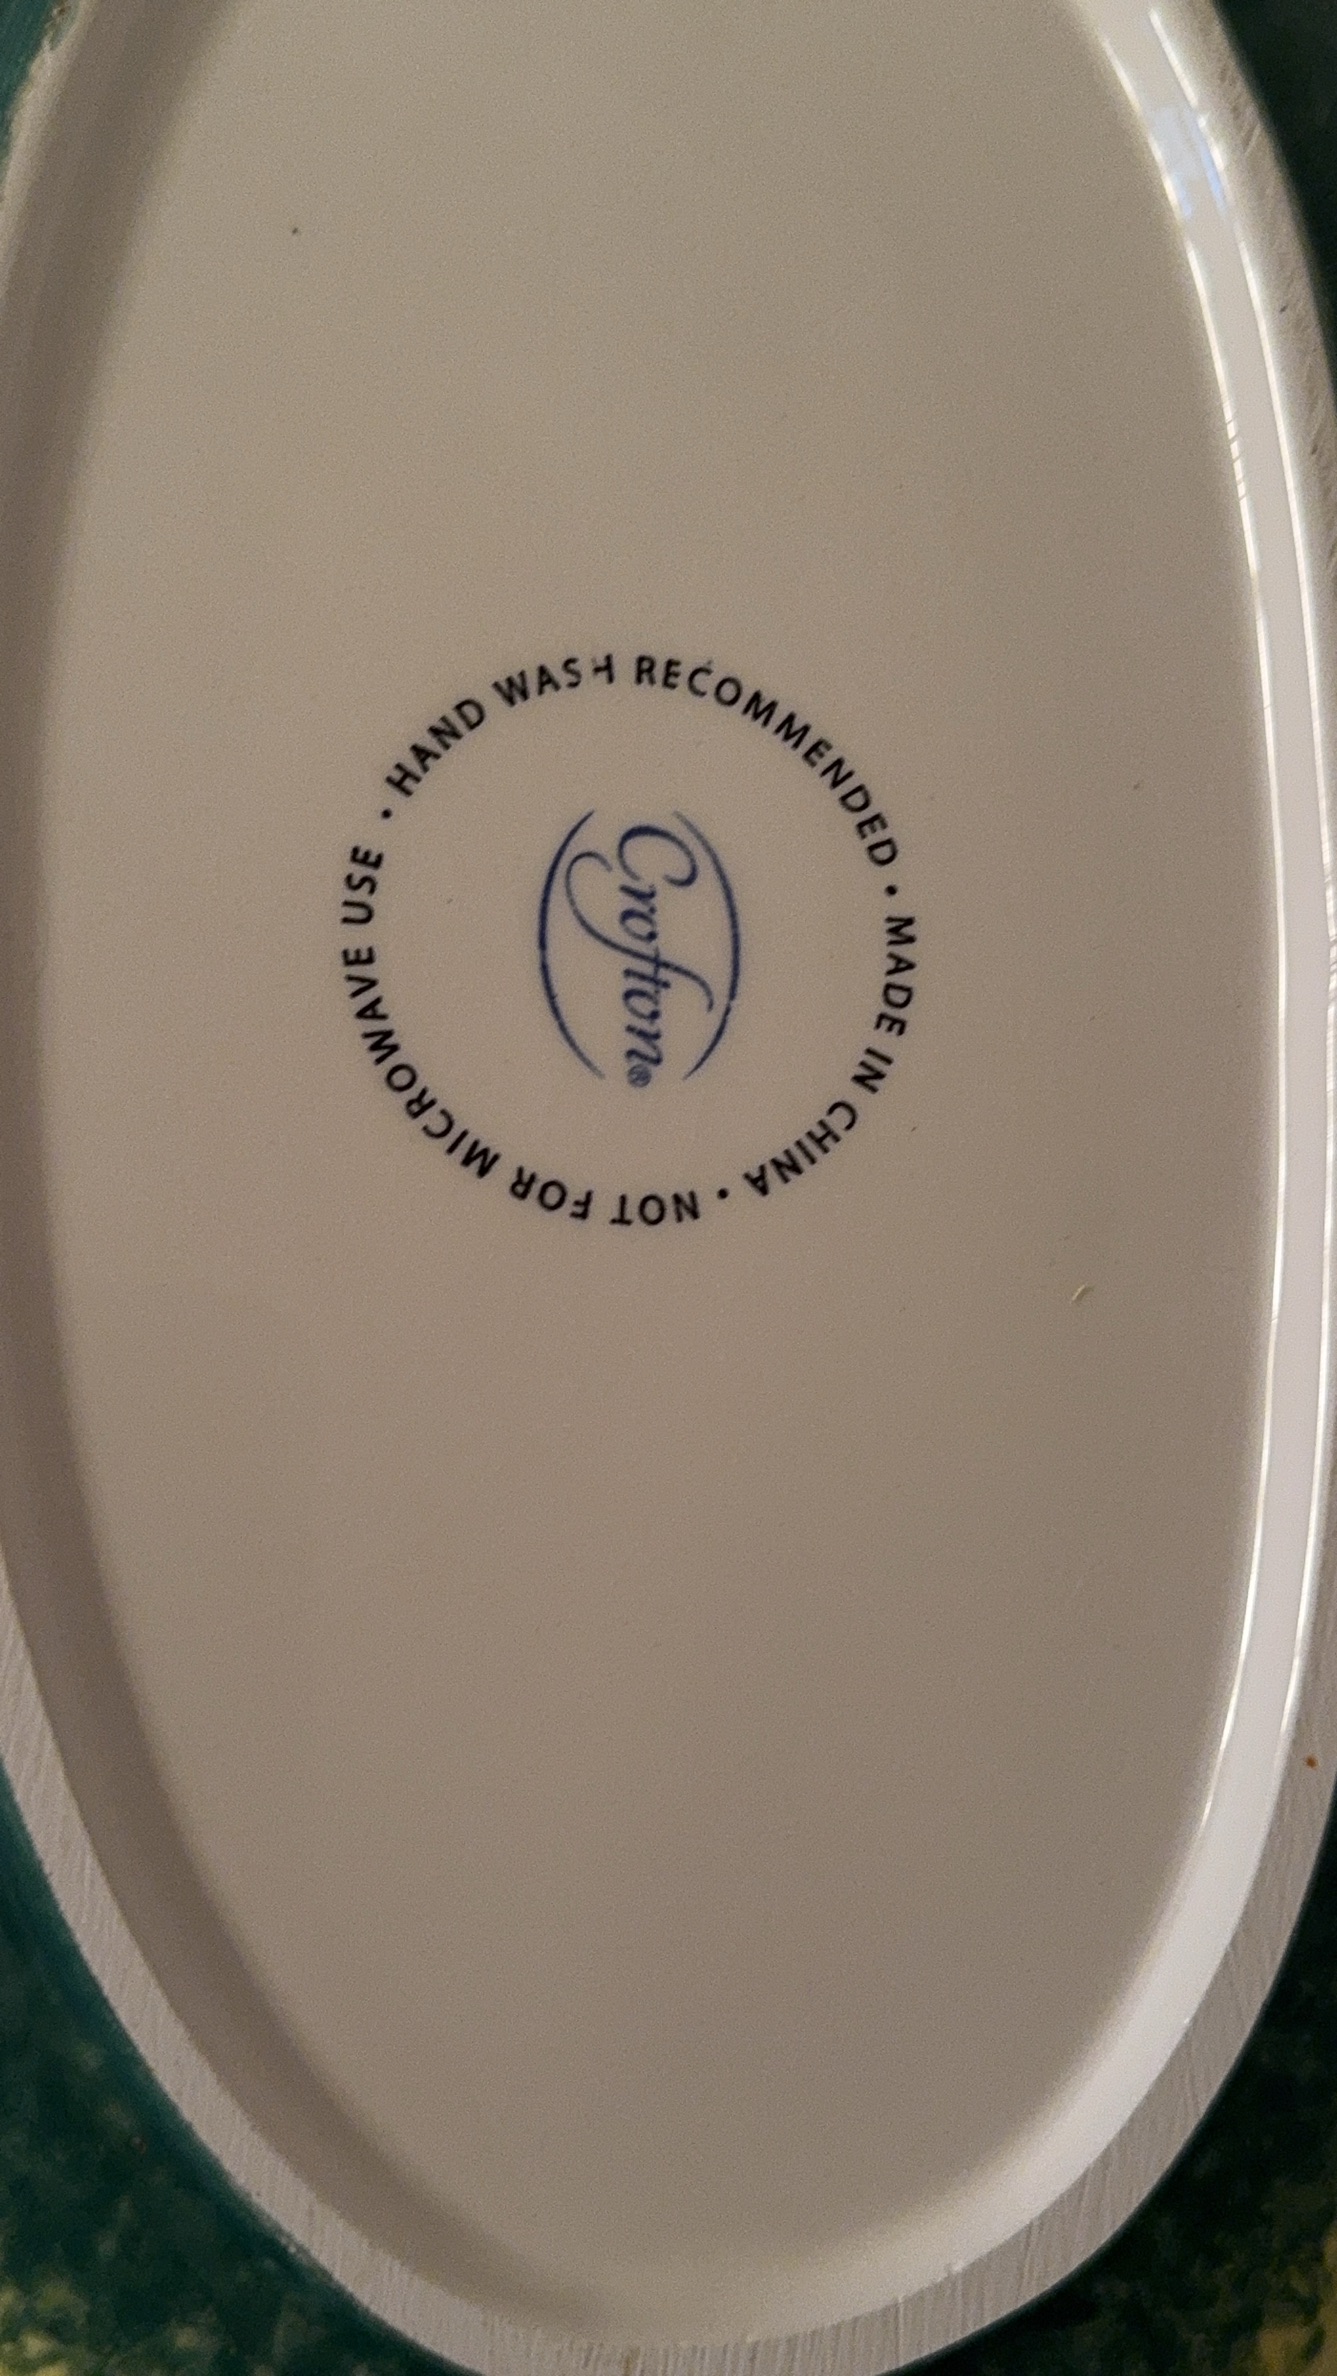 Crofton®
HAND WASH RECOMMENDED • MADE IN CHINA • NOT FOR MICROWAVE USE •